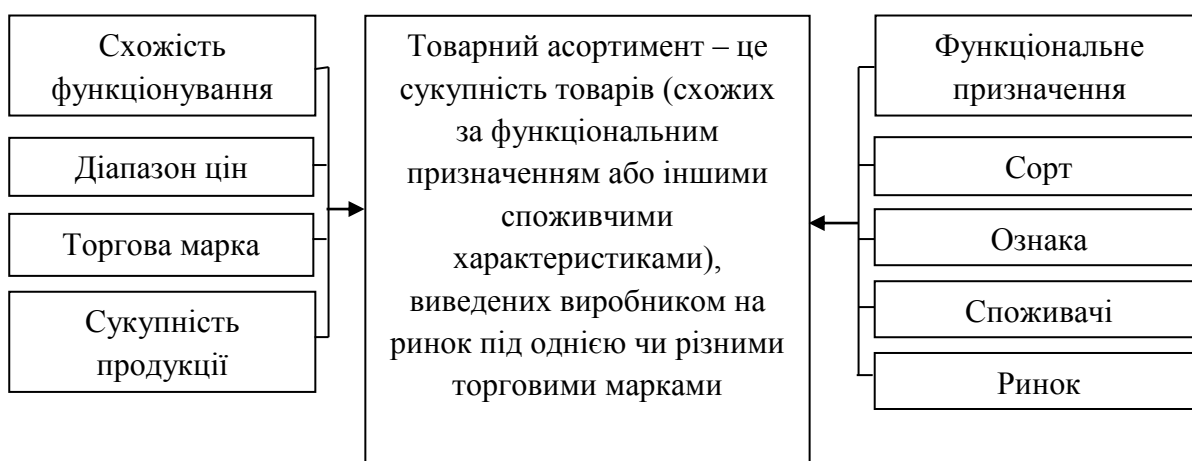 Схожість
функціонування
Діапазон цін
Торгова марка
Сукупність
продукції
Товарний асортимент – це
сукупність товарів (схожих
за функціональним
призначенням або іншими
споживчими
характеристиками),
виведених виробником на
ринок під однією чи різними
торговими марками
Функціональне
призначення
Сорт
Ознака
Споживачі
Ринок